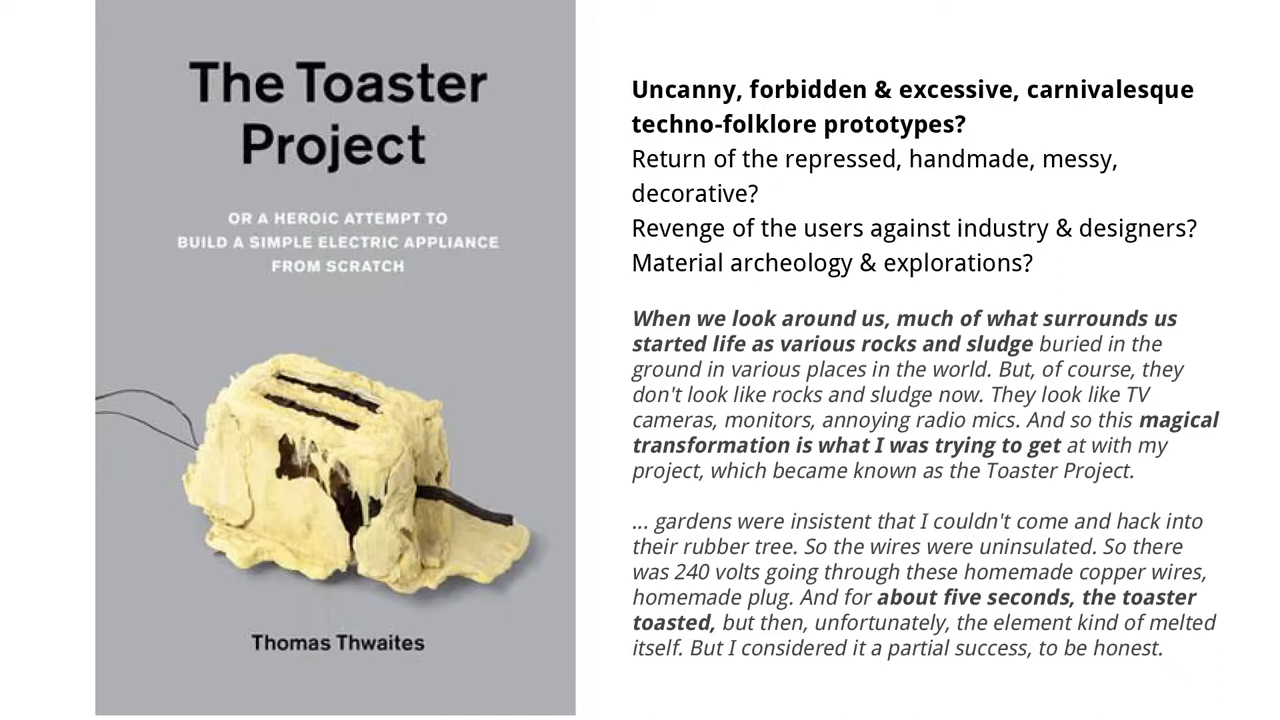 The Toaster
Project
OR A HEROIC ATTEMPT TO
BUILD A SIMPLE ELECTRIC APPLIANCE
FROM SCRATCH
Thomas Thwaites
Uncanny, forbidden & excessive, carnivalesque
techno-folklore prototypes?
Return of the repressed, handmade, messy,
decorative?
Revenge of the users against industry & designers?
Material archeology & explorations?
When we look around us, much of what surrounds us
started life as various rocks and sludge buried in the
ground in various places in the world. But, of course, they
don't look like rocks and sludge now. They look like TV
cameras, monitors, annoying radio mics. And so this magical
transformation is what I was trying to get at with my
project, which became known as the Toaster Project.
... gardens were insistent that I couldn't come and hack into
their rubber tree. So the wires were uninsulated. So there
was 240 volts going through these homemade copper wires,
homemade plug. And for about five seconds, the toaster
toasted, but then, unfortunately, the element kind of melted
itself. But I considered it a partial success, to be honest.